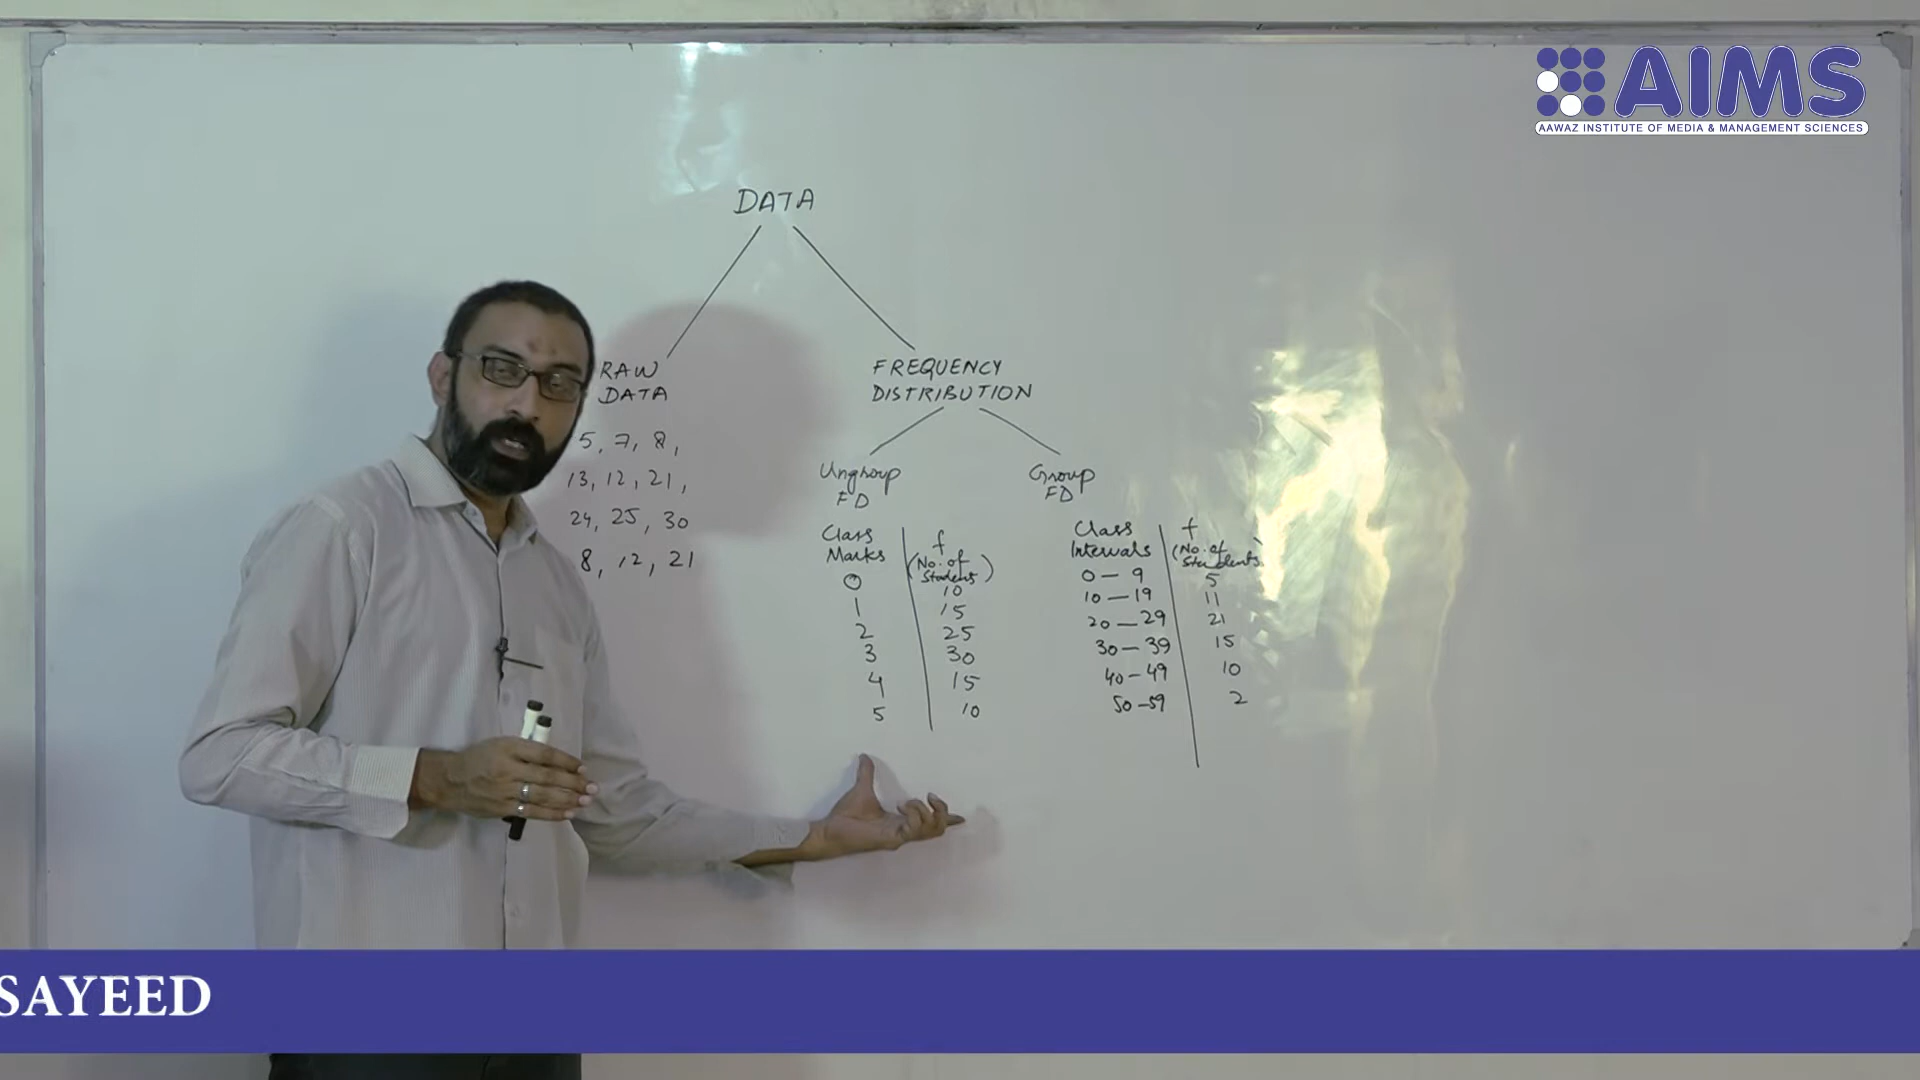 AIMS
AAWAZ INSTITUTE OF MEDIA & MANAGEMENT SCIENCES
DATA
RAW
DATA
5, 7, 8,
13, 12, 21,
24, 25, 30
8, 12, 21
FREQUENCY
DISTRIBUTION
Ungroup
FD
Class
Marks
f
(No. of
Student)
0 10
1 15
2 25
3 30
4 15
5 10
Group
FD
Class
Intervals
f
(No. of
Students)
0 — 9 5
10 — 19 11
20 — 29 21
30 — 39 15
40 - 49 10
50 - 59 2
SAYEED